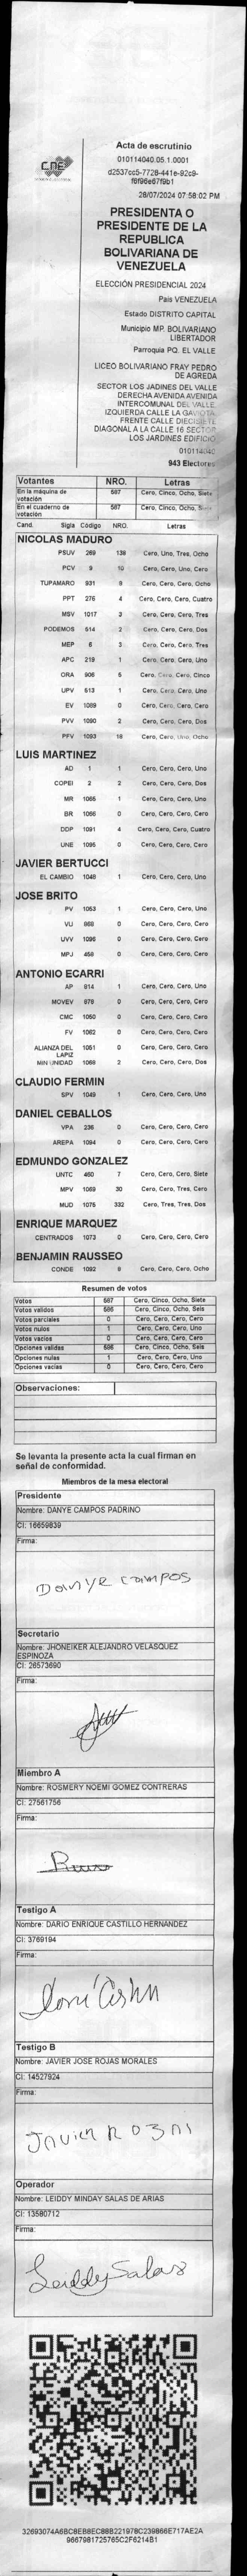 CNE
Acta de escrutinio
010114040.05.1.0001
d2537cc5-7728-441e-92c9-
f6f96e67f9b1
28/07/2024 07:58:02 PM
PRESIDENTA O
PRESIDENTE DE LA
REPUBLICA
BOLIVARIANA DE
VENEZUELA
ELECCIÓN PRESIDENCIAL 2024
País VENEZUELA
Estado DISTRITO CAPITAL
Municipio MP. BOLIVARIANO
LIBERTADOR
Parroquia PQ. EL VALLE
LICEO BOLIVARIANO FRAY PEDRO
DE AGREDA
SECTOR LOS JADINES DEL VALLE
DERECHA AVENIDA AVENIDA
INTERCOMUNAL DEL VALLE.
IZQUIERDA CALLE LA GAVIOTA.
FRENTE CALLE DIECISIETE
DIAGONAL A LA CALLE 16 SECTOR
LOS JARDINES EDIFICIO
010114040
943 Electores
Votantes NRO. Letras
En la máquina de votación 587 Cero, Cinco, Ocho, Siete
En el cuaderno de votación 587 Cero, Cinco, Ocho, Siete
Cand. Sigla Código NRO. Letras
NICOLAS MADURO
PSUV 269 138 Cero, Uno, Tres, Ocho
PCV 9 10 Cero, Cero, Uno, Cero
TUPAMARO 931 8 Cero, Cero, Cero, Ocho
PPT 276 4 Cero, Cero, Cero, Cuatro
MSV 1017 3 Cero, Cero, Cero, Tres
PODEMOS 514 2 Cero, Cero, Cero, Dos
MEP 6 3 Cero, Cero, Cero, Tres
APC 219 1 Cero, Cero, Cero, Uno
ORA 906 5 Cero, Cero, Cero, Cinco
UPV 513 1 Cero, Cero, Cero, Uno
EV 1089 0 Cero, Cero, Cero, Cero
PVV 1090 2 Cero, Cero, Cero, Dos
PFV 1093 18 Cero, Cero, Uno, Ocho
LUIS MARTINEZ
AD 1 1 Cero, Cero, Cero, Uno
COPEI 2 2 Cero, Cero, Cero, Dos
MR 1065 1 Cero, Cero, Cero, Uno
BR 1056 0 Cero, Cero, Cero, Cero
DDP 1091 4 Cero, Cero, Cero, Cuatro
UNE 1095 0 Cero, Cero, Cero, Cero
JAVIER BERTUCCI
EL CAMBIO 1048 1 Cero, Cero, Cero, Uno
JOSE BRITO
PV 1053 1 Cero, Cero, Cero, Uno
VU 868 0 Cero, Cero, Cero, Cero
UVV 1096 0 Cero, Cero, Cero, Cero
MPJ 458 0 Cero, Cero, Cero, Cero
ANTONIO ECARRI
AP 814 1 Cero, Cero, Cero, Uno
MOVEV 979 0 Cero, Cero, Cero, Cero
CMC 1050 0 Cero, Cero, Cero, Cero
FV 1062 0 Cero, Cero, Cero, Cero
ALIANZA DEL LAPIZ 1051 0 Cero, Cero, Cero, Cero
MIN UNIDAD 1088 2 Cero, Cero, Cero, Dos
CLAUDIO FERMIN
SPV 1049 1 Cero, Cero, Cero, Uno
DANIEL CEBALLOS
VPA 236 0 Cero, Cero, Cero, Cero
AREPA 1094 0 Cero, Cero, Cero, Cero
EDMUNDO GONZALEZ
UNTC 460 7 Cero, Cero, Cero, Siete
MPV 1069 30 Cero, Cero, Tres, Cero
MUD 1075 332 Cero, Tres, Tres, Dos
ENRIQUE MARQUEZ
CENTRADOS 1073 0 Cero, Cero, Cero, Cero
BENJAMIN RAUSSEO
CONDE 1092 8 Cero, Cero, Cero, Ocho
Resumen de votos
Votos 587 Cero, Cinco, Ocho, Siete
Votos validos 586 Cero, Cinco, Ocho, Seis
Votos parciales 0 Cero, Cero, Cero, Cero
Votos nulos 1 Cero, Cero, Cero, Uno
Votos vacios 0 Cero, Cero, Cero, Cero
Opciones validas 586 Cero, Cinco, Ocho, Seis
Opciones nulas 1 Cero, Cero, Cero, Uno
Opciones vacias 0 Cero, Cero, Cero, Cero
Observaciones:
Se levanta la presente acta la cual firman en
señal de conformidad.
Miembros de la mesa electoral
Presidente
Nombre: DANYE CAMPOS PADRINO
CI: 16659839
Firma:
Danye Campos
Secretario
Nombre: JHONEIKER ALEJANDRO VELASQUEZ
ESPINOZA
CI: 26573690
Firma:
Miembro A
Nombre: ROSMERY NOEMI GOMEZ CONTRERAS
CI: 27561756
Firma:
Testigo A
Nombre: DARIO ENRIQUE CASTILLO HERNANDEZ
CI: 3769194
Firma:
Testigo B
Nombre: JAVIER JOSE ROJAS MORALES
CI: 14527924
Firma:
Operador
Nombre: LEIDDY MINDAY SALAS DE ARIAS
CI: 13580712
Firma:
Leiddy Salas
32693074A6BC8EB8EC88B221978C239866E717AE2A
9667981725765C2F6214B1